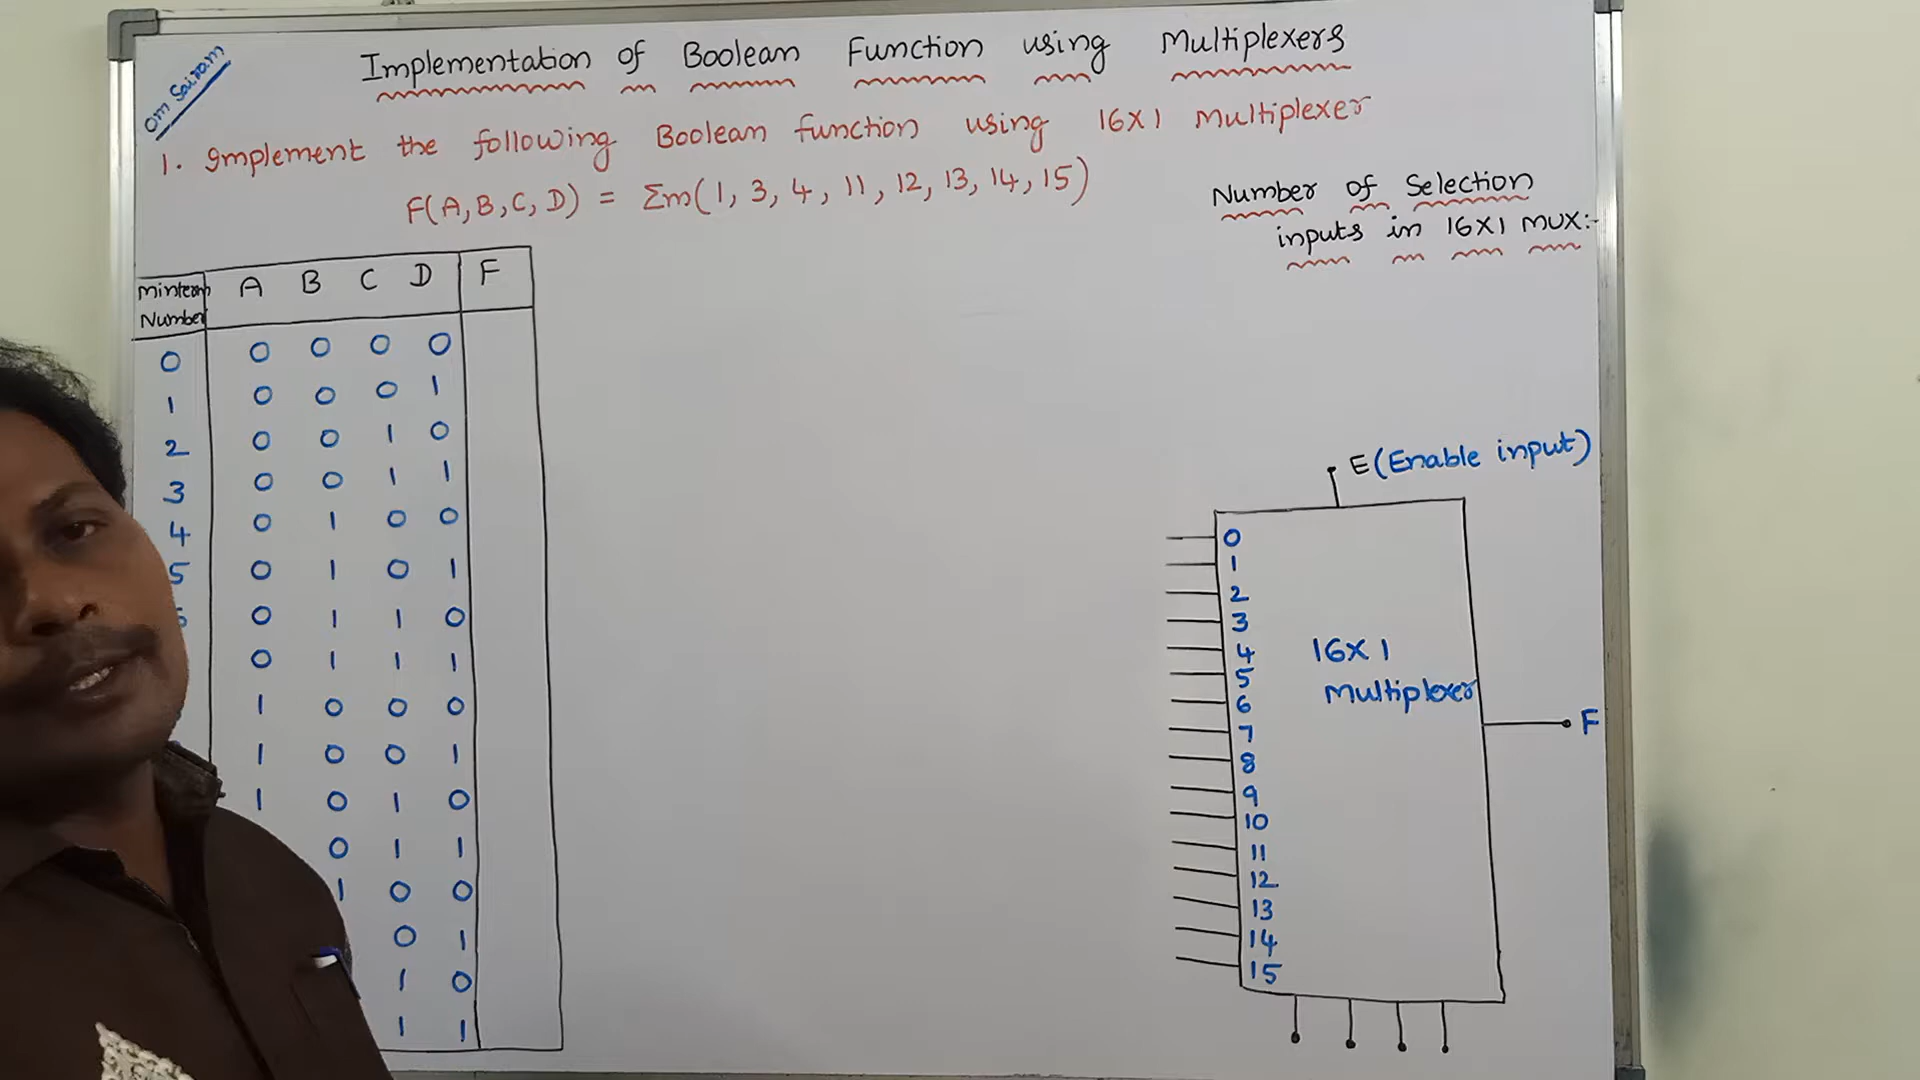 Om Sairam
Implementation of Boolean Function using Multiplexers
1. Implement the following Boolean function using 16X1 Multiplexer
F(A,B,C,D) = Σm(1, 3, 4, 11, 12, 13, 14, 15)
Number of Selection
inputs in 16X1 MUX:-
Minterm Number A B C D F
0 0 0 0 0
1 0 0 0 1
2 0 0 1 0
3 0 0 1 1
4 0 1 0 0
5 0 1 0 1
0 1 1 0
0 1 1 1
1 0 0 0
1 0 0 1
1 0 1 0
0 1 1
1 0 0
0 1
1 0
1 1
E (Enable input)
0
1
2
3
4
5
6
7
8
9
10
11
12
13
14
15
16X1
Multiplexer
F